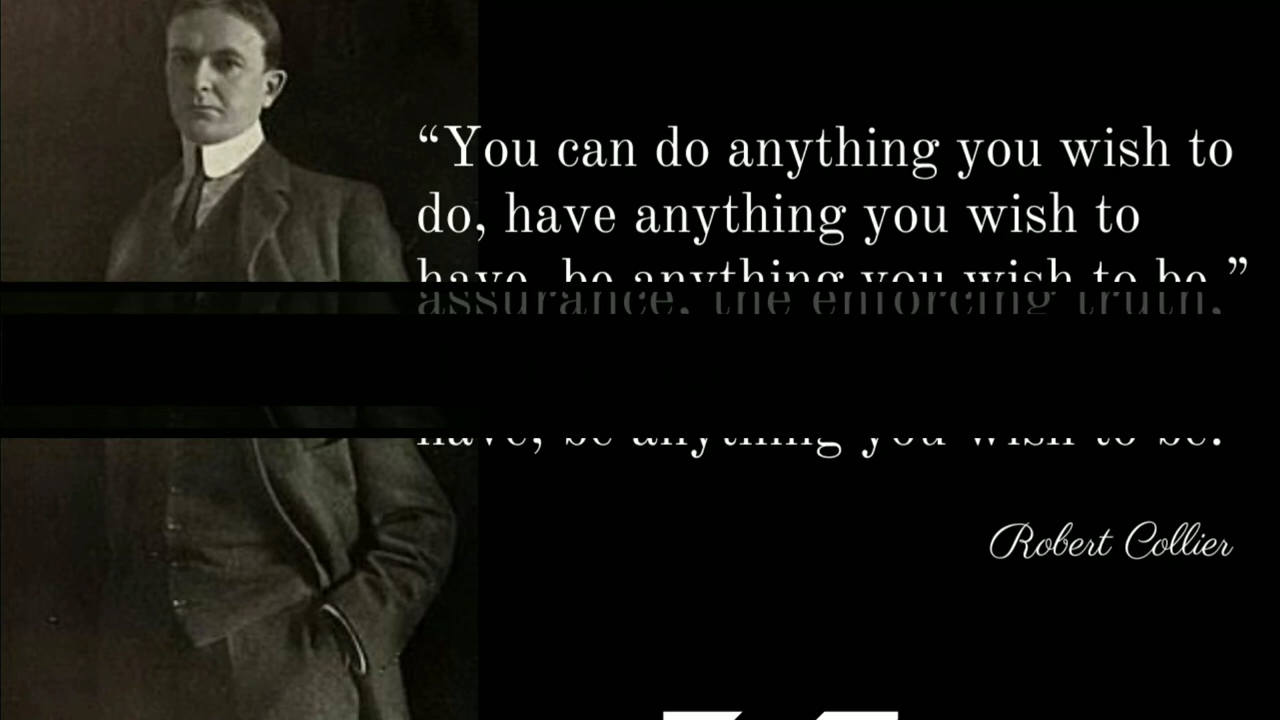 “You can do anything you wish to
do, have anything you wish to
have, be anything you wish to be.”
assurance, the enforcing truth,
have, be anything you wish to be.
Robert Collier